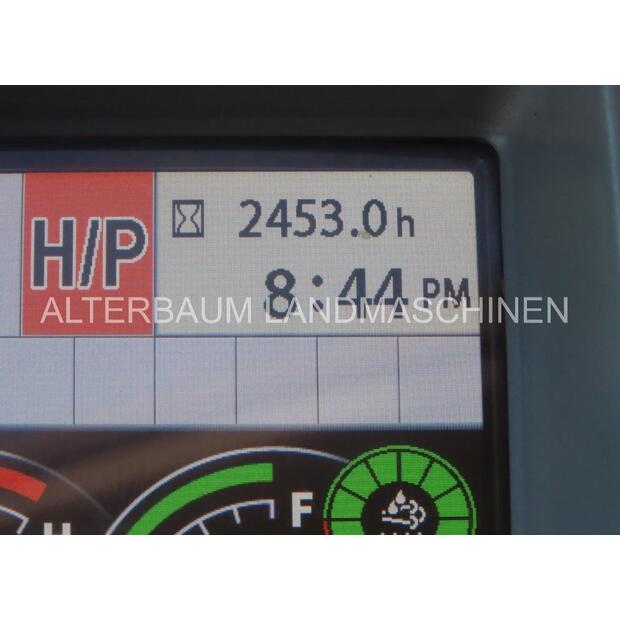 H/P
2453.0h
8:44 PM
ALTERBAUM LANDMASCHINEN
F